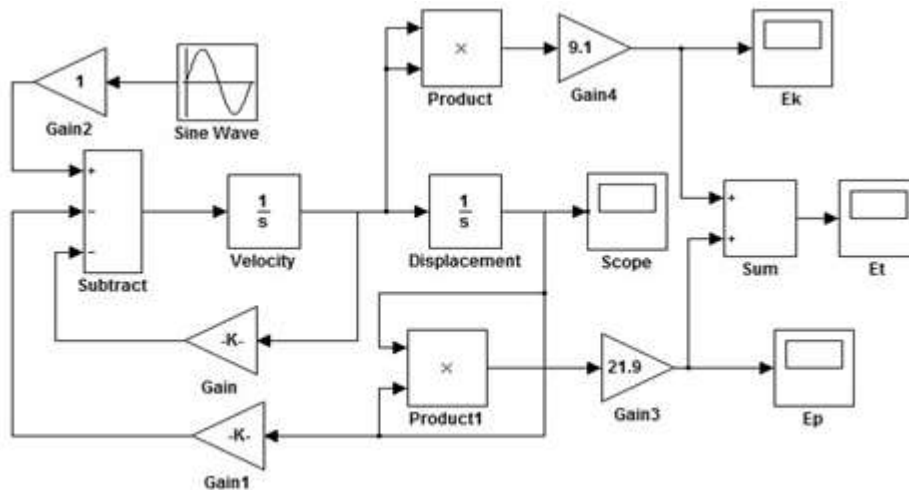 ×
Product
9.1
Gain4
Ek
1
Gain2
Sine Wave
+
−
−
Subtract
1
s
Velocity
1
s
Displacement
Scope
+
+
Sum
Et
-K-
Gain
×
Product1
21.9
Gain3
Ep
-K-
Gain1